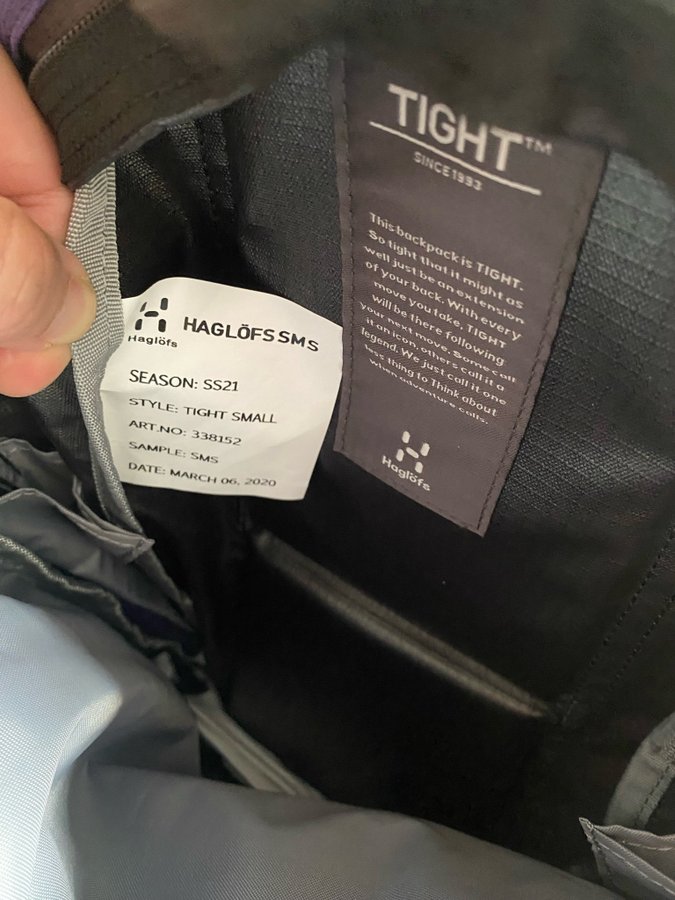 HAGLÖFS SMS
Haglöfs
SEASON: SS21
STYLE: TIGHT SMALL
ART.NO: 338152
SAMPLE: SMS
DATE: MARCH 06, 2020
TIGHT™
SINCE 1993
This backpack is TIGHT.
So tight that it might as
well just be an extension
of your back. With every
move you take, TIGHT
will be there following
your next move. Some call
it an icon, others call it a
legend. We just call it one
less thing to Think about
when adventure calls.
Haglöfs